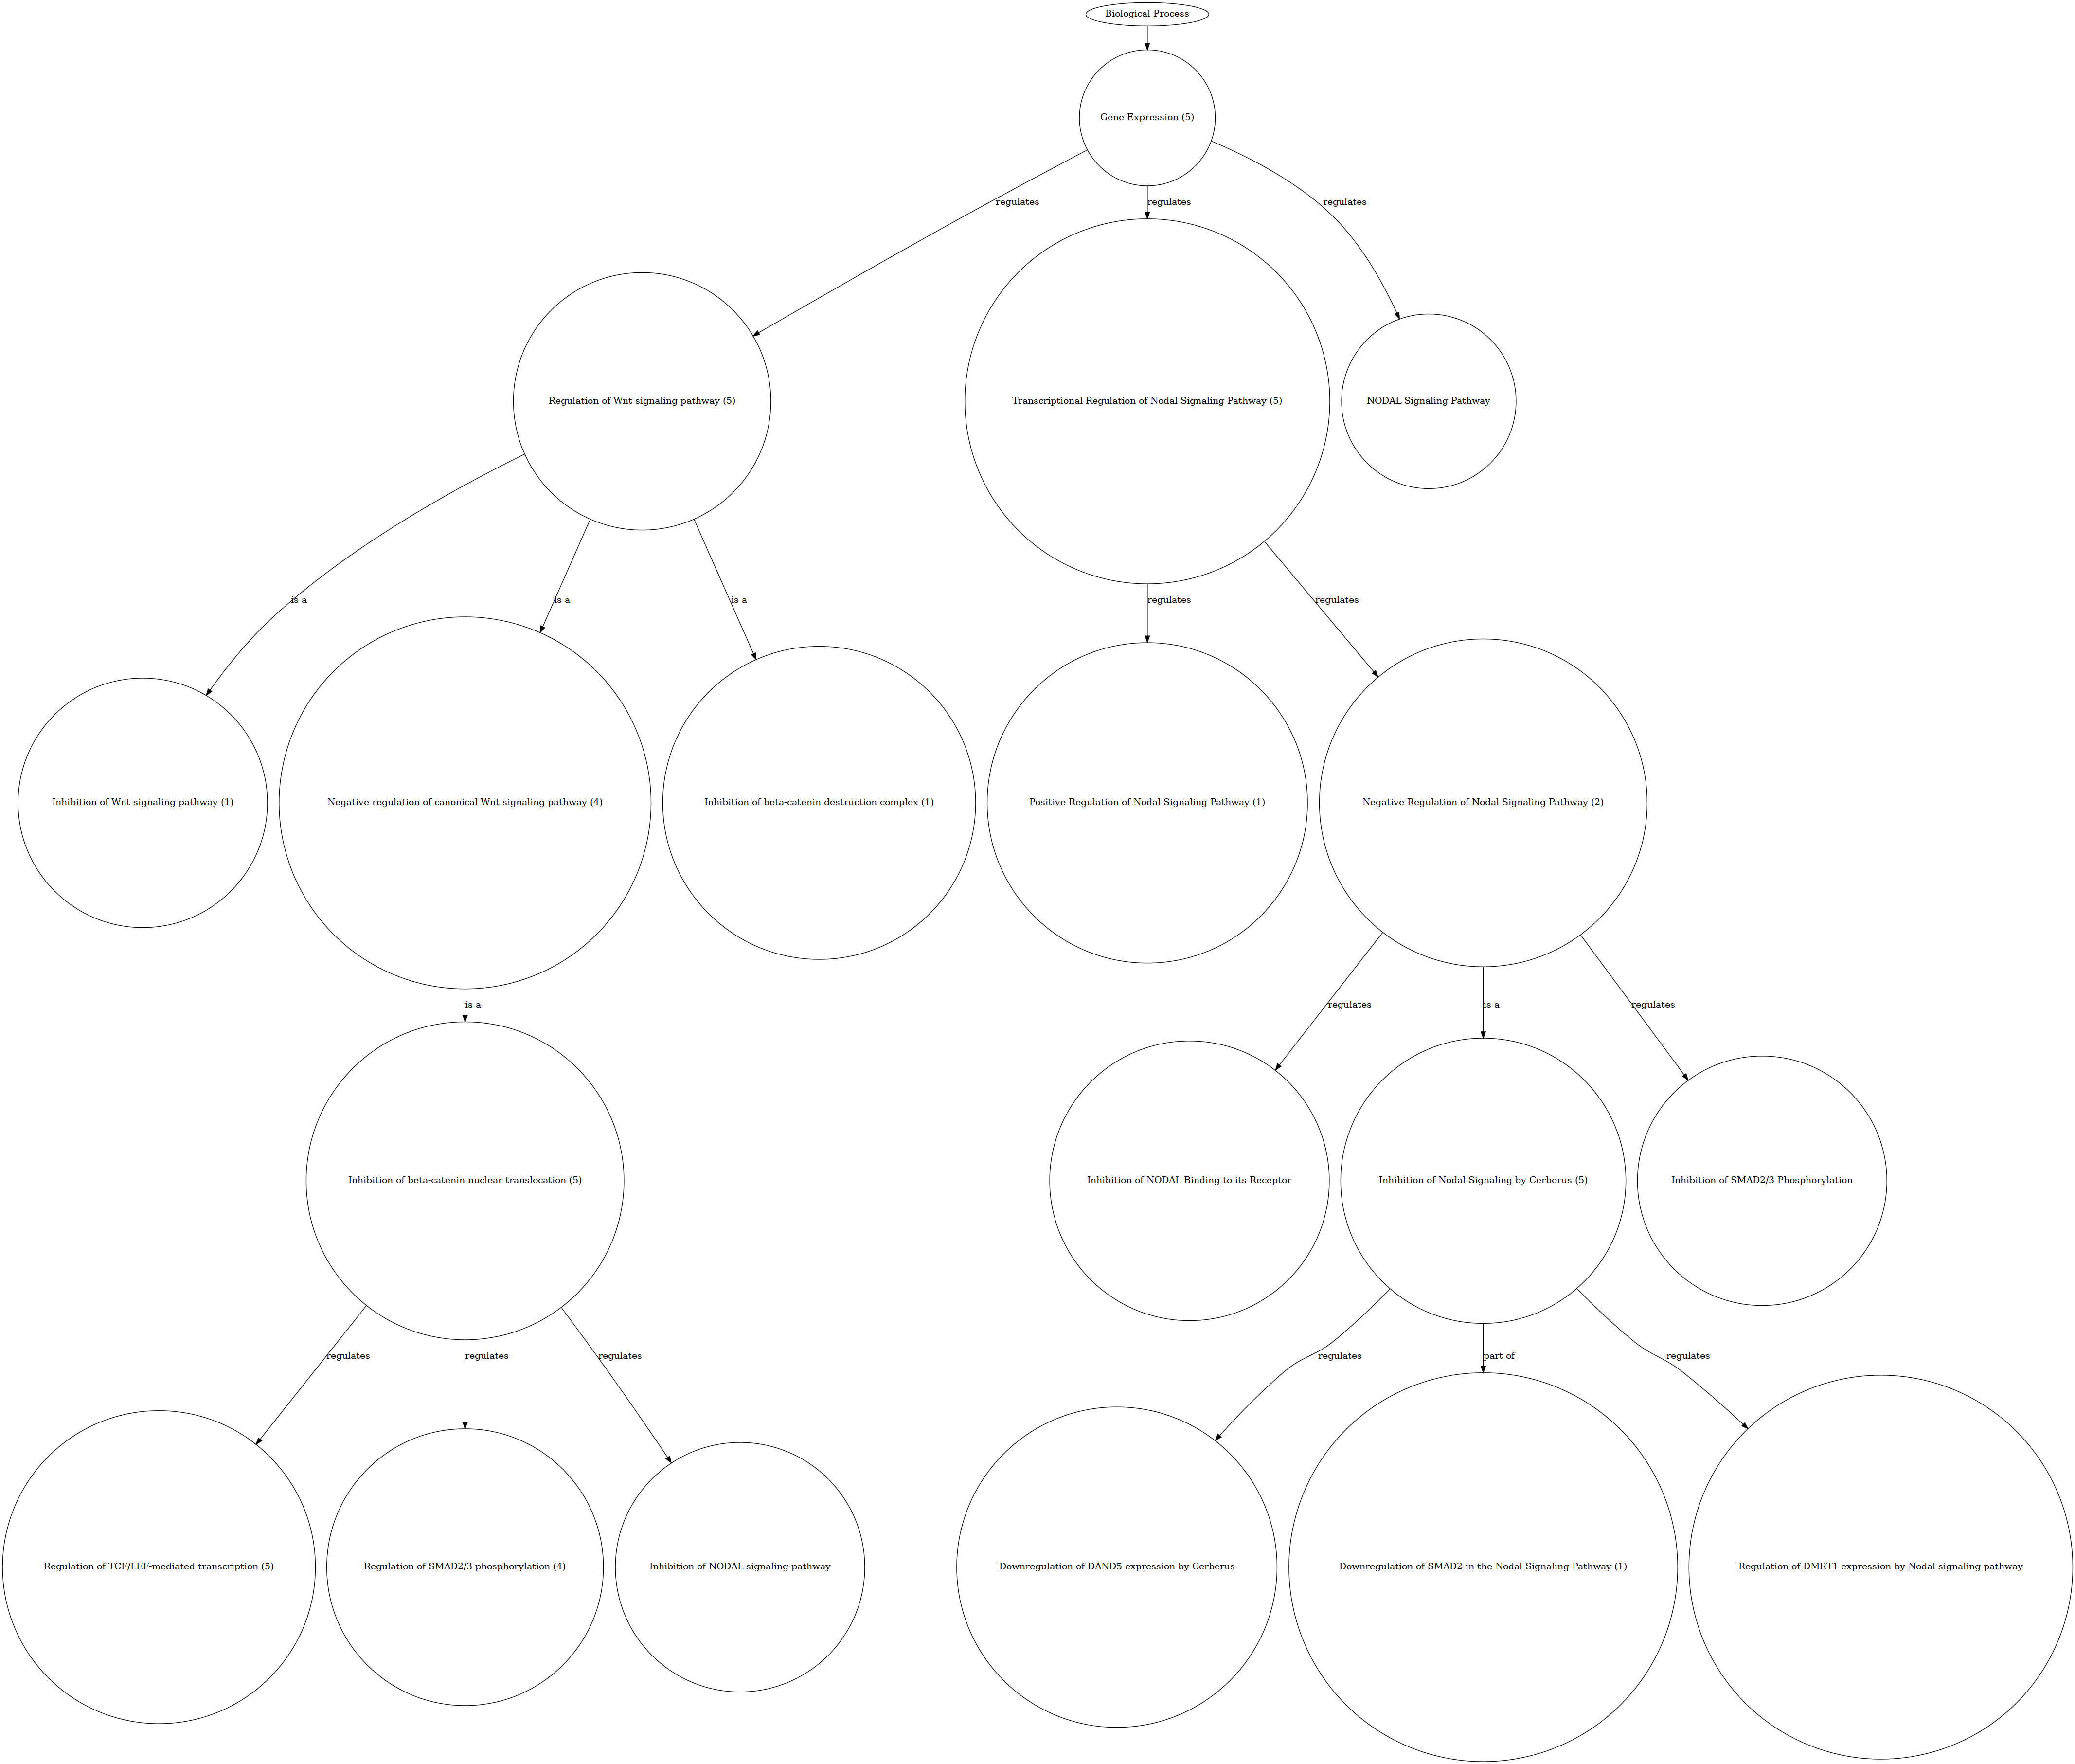 Biological Process
Gene Expression (5)
regulates
regulates
regulates
Regulation of Wnt signaling pathway (5)
Transcriptional Regulation of Nodal Signaling Pathway (5)
NODAL Signaling Pathway
is a
is a
is a
regulates
regulates
Inhibition of Wnt signaling pathway (1)
Negative regulation of canonical Wnt signaling pathway (4)
Inhibition of beta-catenin destruction complex (1)
Positive Regulation of Nodal Signaling Pathway (1)
Negative Regulation of Nodal Signaling Pathway (2)
is a
regulates
is a
regulates
Inhibition of beta-catenin nuclear translocation (5)
Inhibition of NODAL Binding to its Receptor
Inhibition of Nodal Signaling by Cerberus (5)
Inhibition of SMAD2/3 Phosphorylation
regulates
regulates
regulates
regulates
part of
regulates
Regulation of TCF/LEF-mediated transcription (5)
Regulation of SMAD2/3 phosphorylation (4)
Inhibition of NODAL signaling pathway
Downregulation of DAND5 expression by Cerberus
Downregulation of SMAD2 in the Nodal Signaling Pathway (1)
Regulation of DMRT1 expression by Nodal signaling pathway